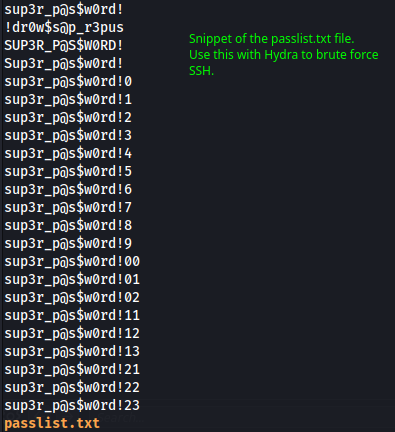 sup3r_p@s$w0rd!
!dr0w$s@p_r3pus
SUP3R_P@S$W0RD!
Sup3r_p@s$w0rd!
sup3r_p@s$w0rd!0
sup3r_p@s$w0rd!1
sup3r_p@s$w0rd!2
sup3r_p@s$w0rd!3
sup3r_p@s$w0rd!4
sup3r_p@s$w0rd!5
sup3r_p@s$w0rd!6
sup3r_p@s$w0rd!7
sup3r_p@s$w0rd!8
sup3r_p@s$w0rd!9
sup3r_p@s$w0rd!00
sup3r_p@s$w0rd!01
sup3r_p@s$w0rd!02
sup3r_p@s$w0rd!11
sup3r_p@s$w0rd!12
sup3r_p@s$w0rd!13
sup3r_p@s$w0rd!21
sup3r_p@s$w0rd!22
sup3r_p@s$w0rd!23
passlist.txt
Snippet of the passlist.txt file.
Use this with Hydra to brute force
SSH.